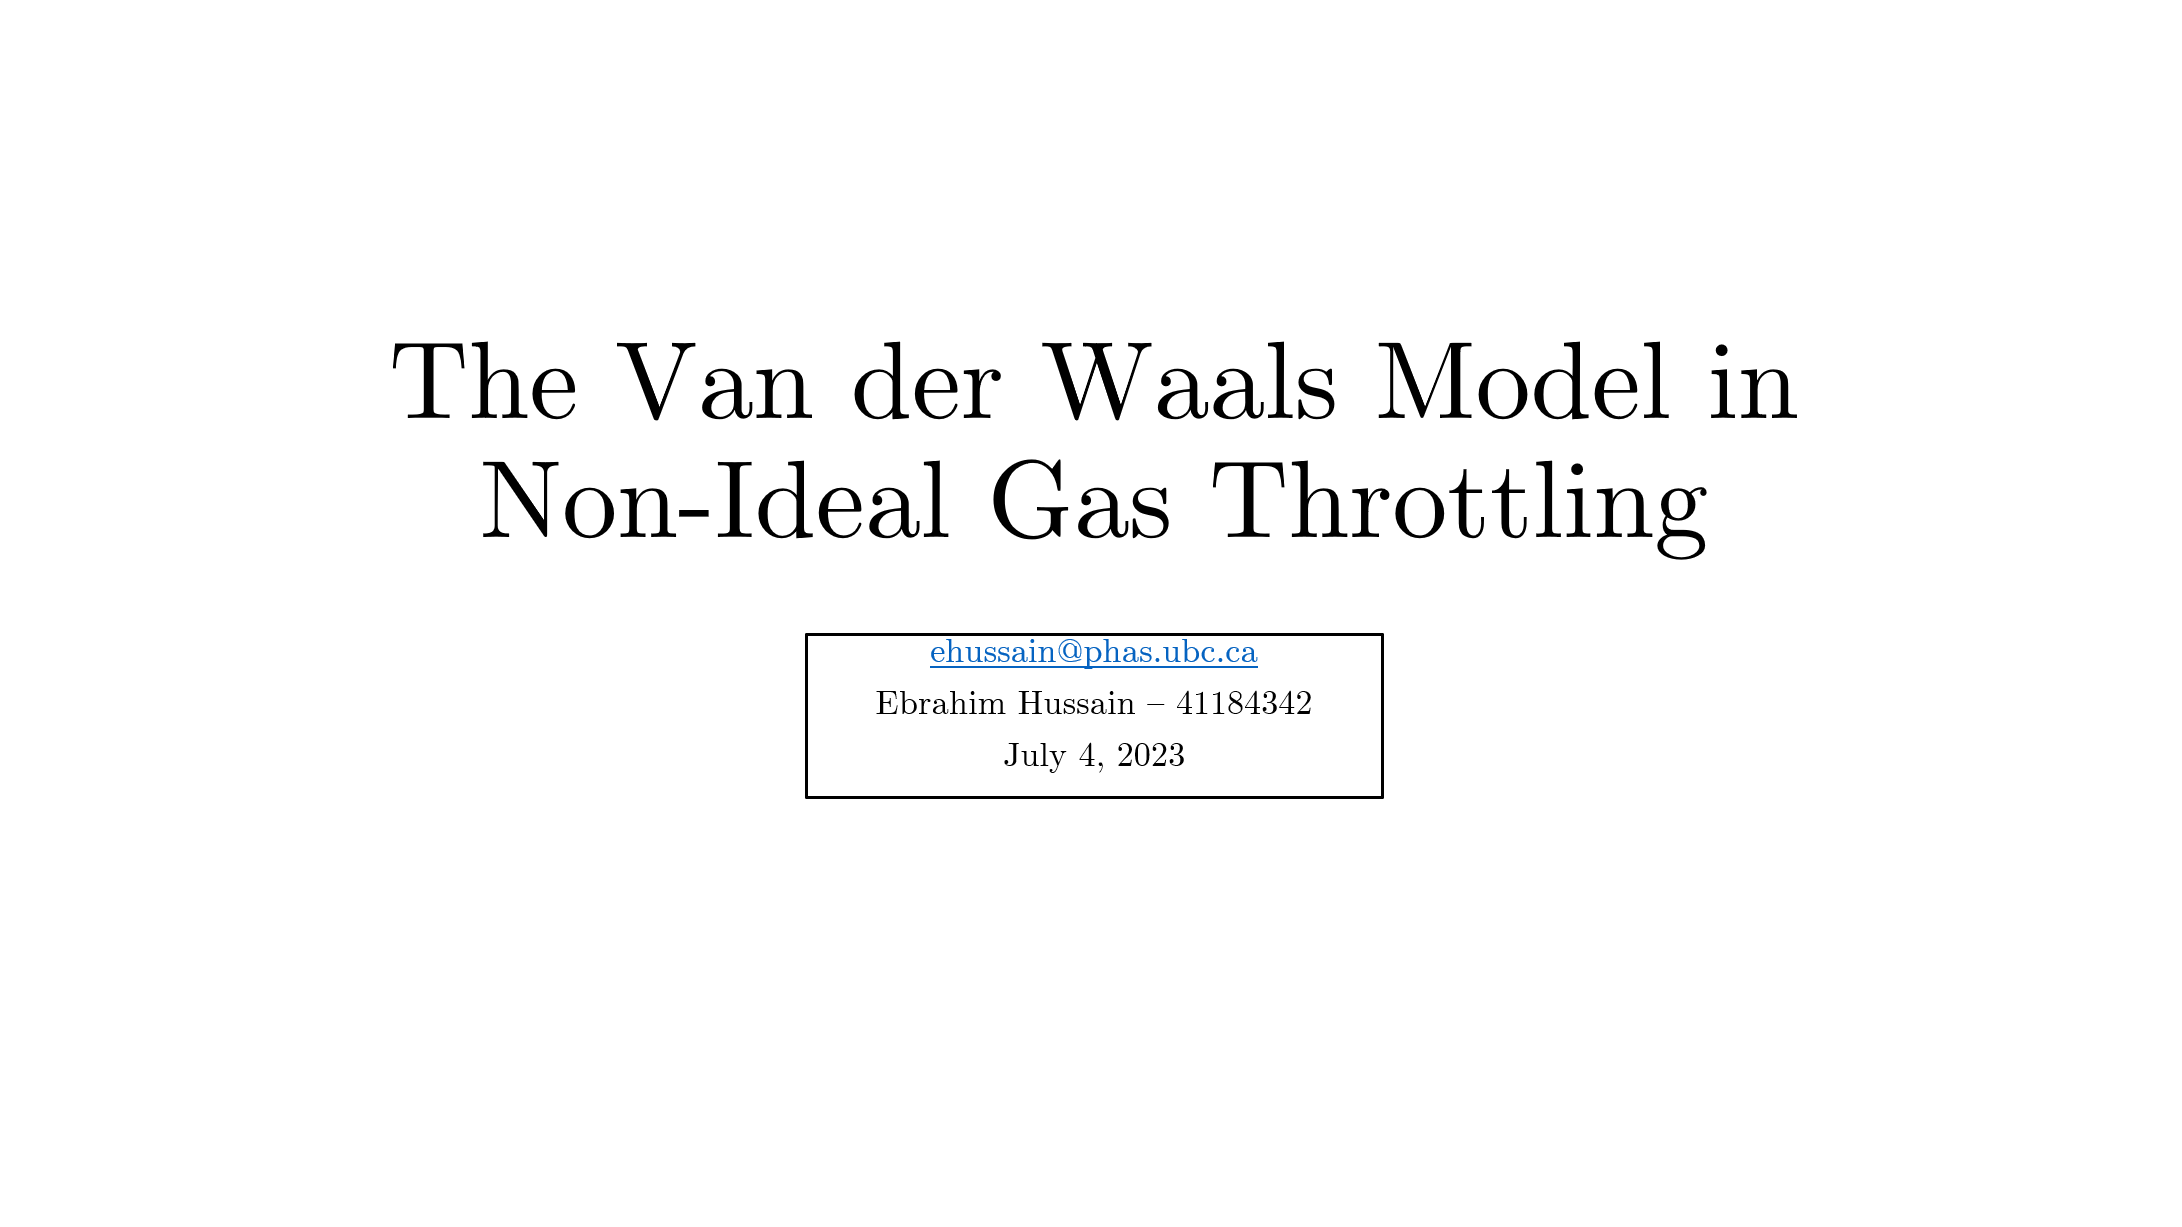 The Van der Waals Model in
Non-Ideal Gas Throttling
ehussain@phas.ubc.ca
Ebrahim Hussain – 41184342
July 4, 2023